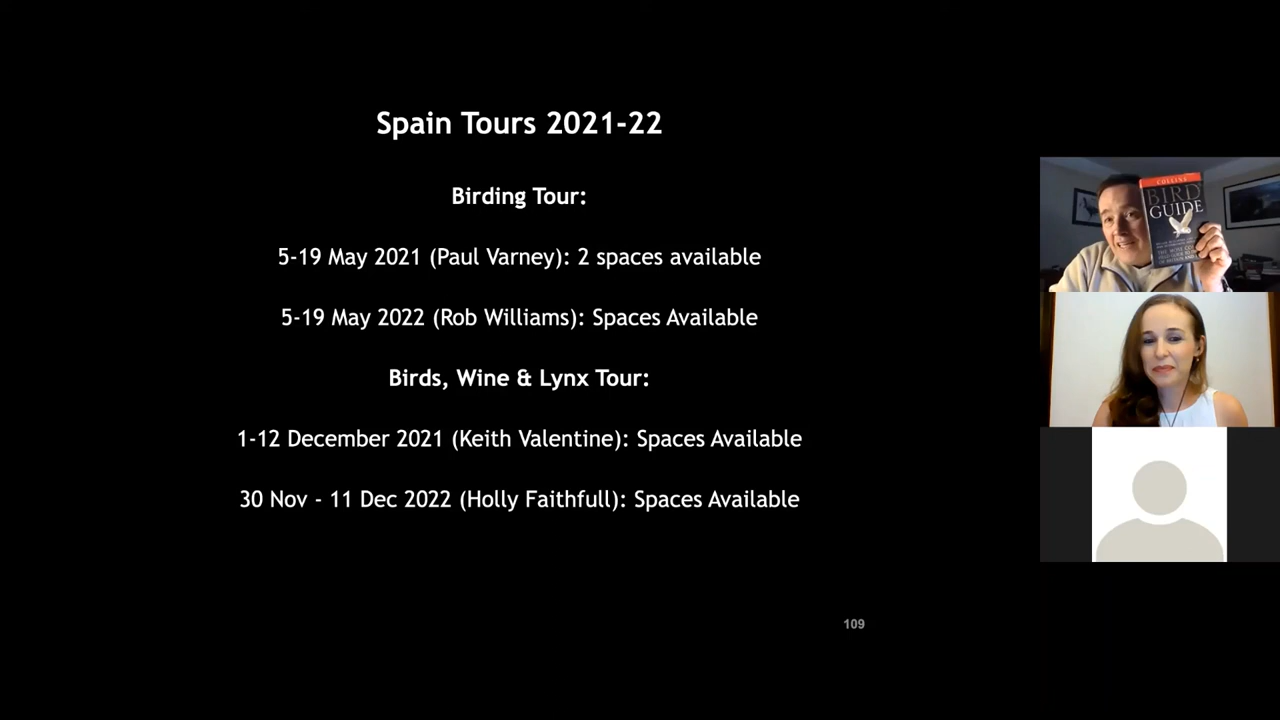 Spain Tours 2021-22
Birding Tour:
5-19 May 2021 (Paul Varney): 2 spaces available
5-19 May 2022 (Rob Williams): Spaces Available
Birds, Wine & Lynx Tour:
1-12 December 2021 (Keith Valentine): Spaces Available
30 Nov - 11 Dec 2022 (Holly Faithfull): Spaces Available
109
COLLINS
BIRD
GUIDE
THE MOST